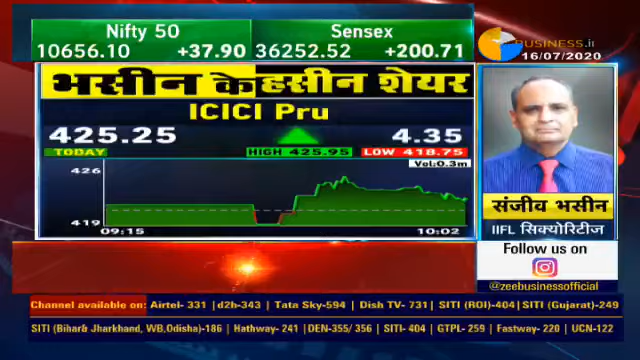 Nifty 50
10656.10 +37.90
Sensex
36252.52 +200.71
BUSINESS.in
16/07/2020
भसीन के हसीन शेयर
ICICI Pru
425.25 4.35
TODAY HIGH 425.95 LOW 418.75
Vol:0.3m
426
419
09:15 10:02
संजीव भसीन
IIFL सिक्योरिटीज
Follow us on
@zeebusinessofficial
Channel available on: Airtel- 331 | d2h-343 | Tata Sky-594 | Dish TV- 731 | SITI (ROI)-404 | SITI (Gujarat)-249
SITI (Bihar& Jharkhand, WB,Odisha)-186 | Hathway- 241 | DEN-355/ 356 | SITI- 404 | GTPL- 259 | Fastway- 220 | UCN-122